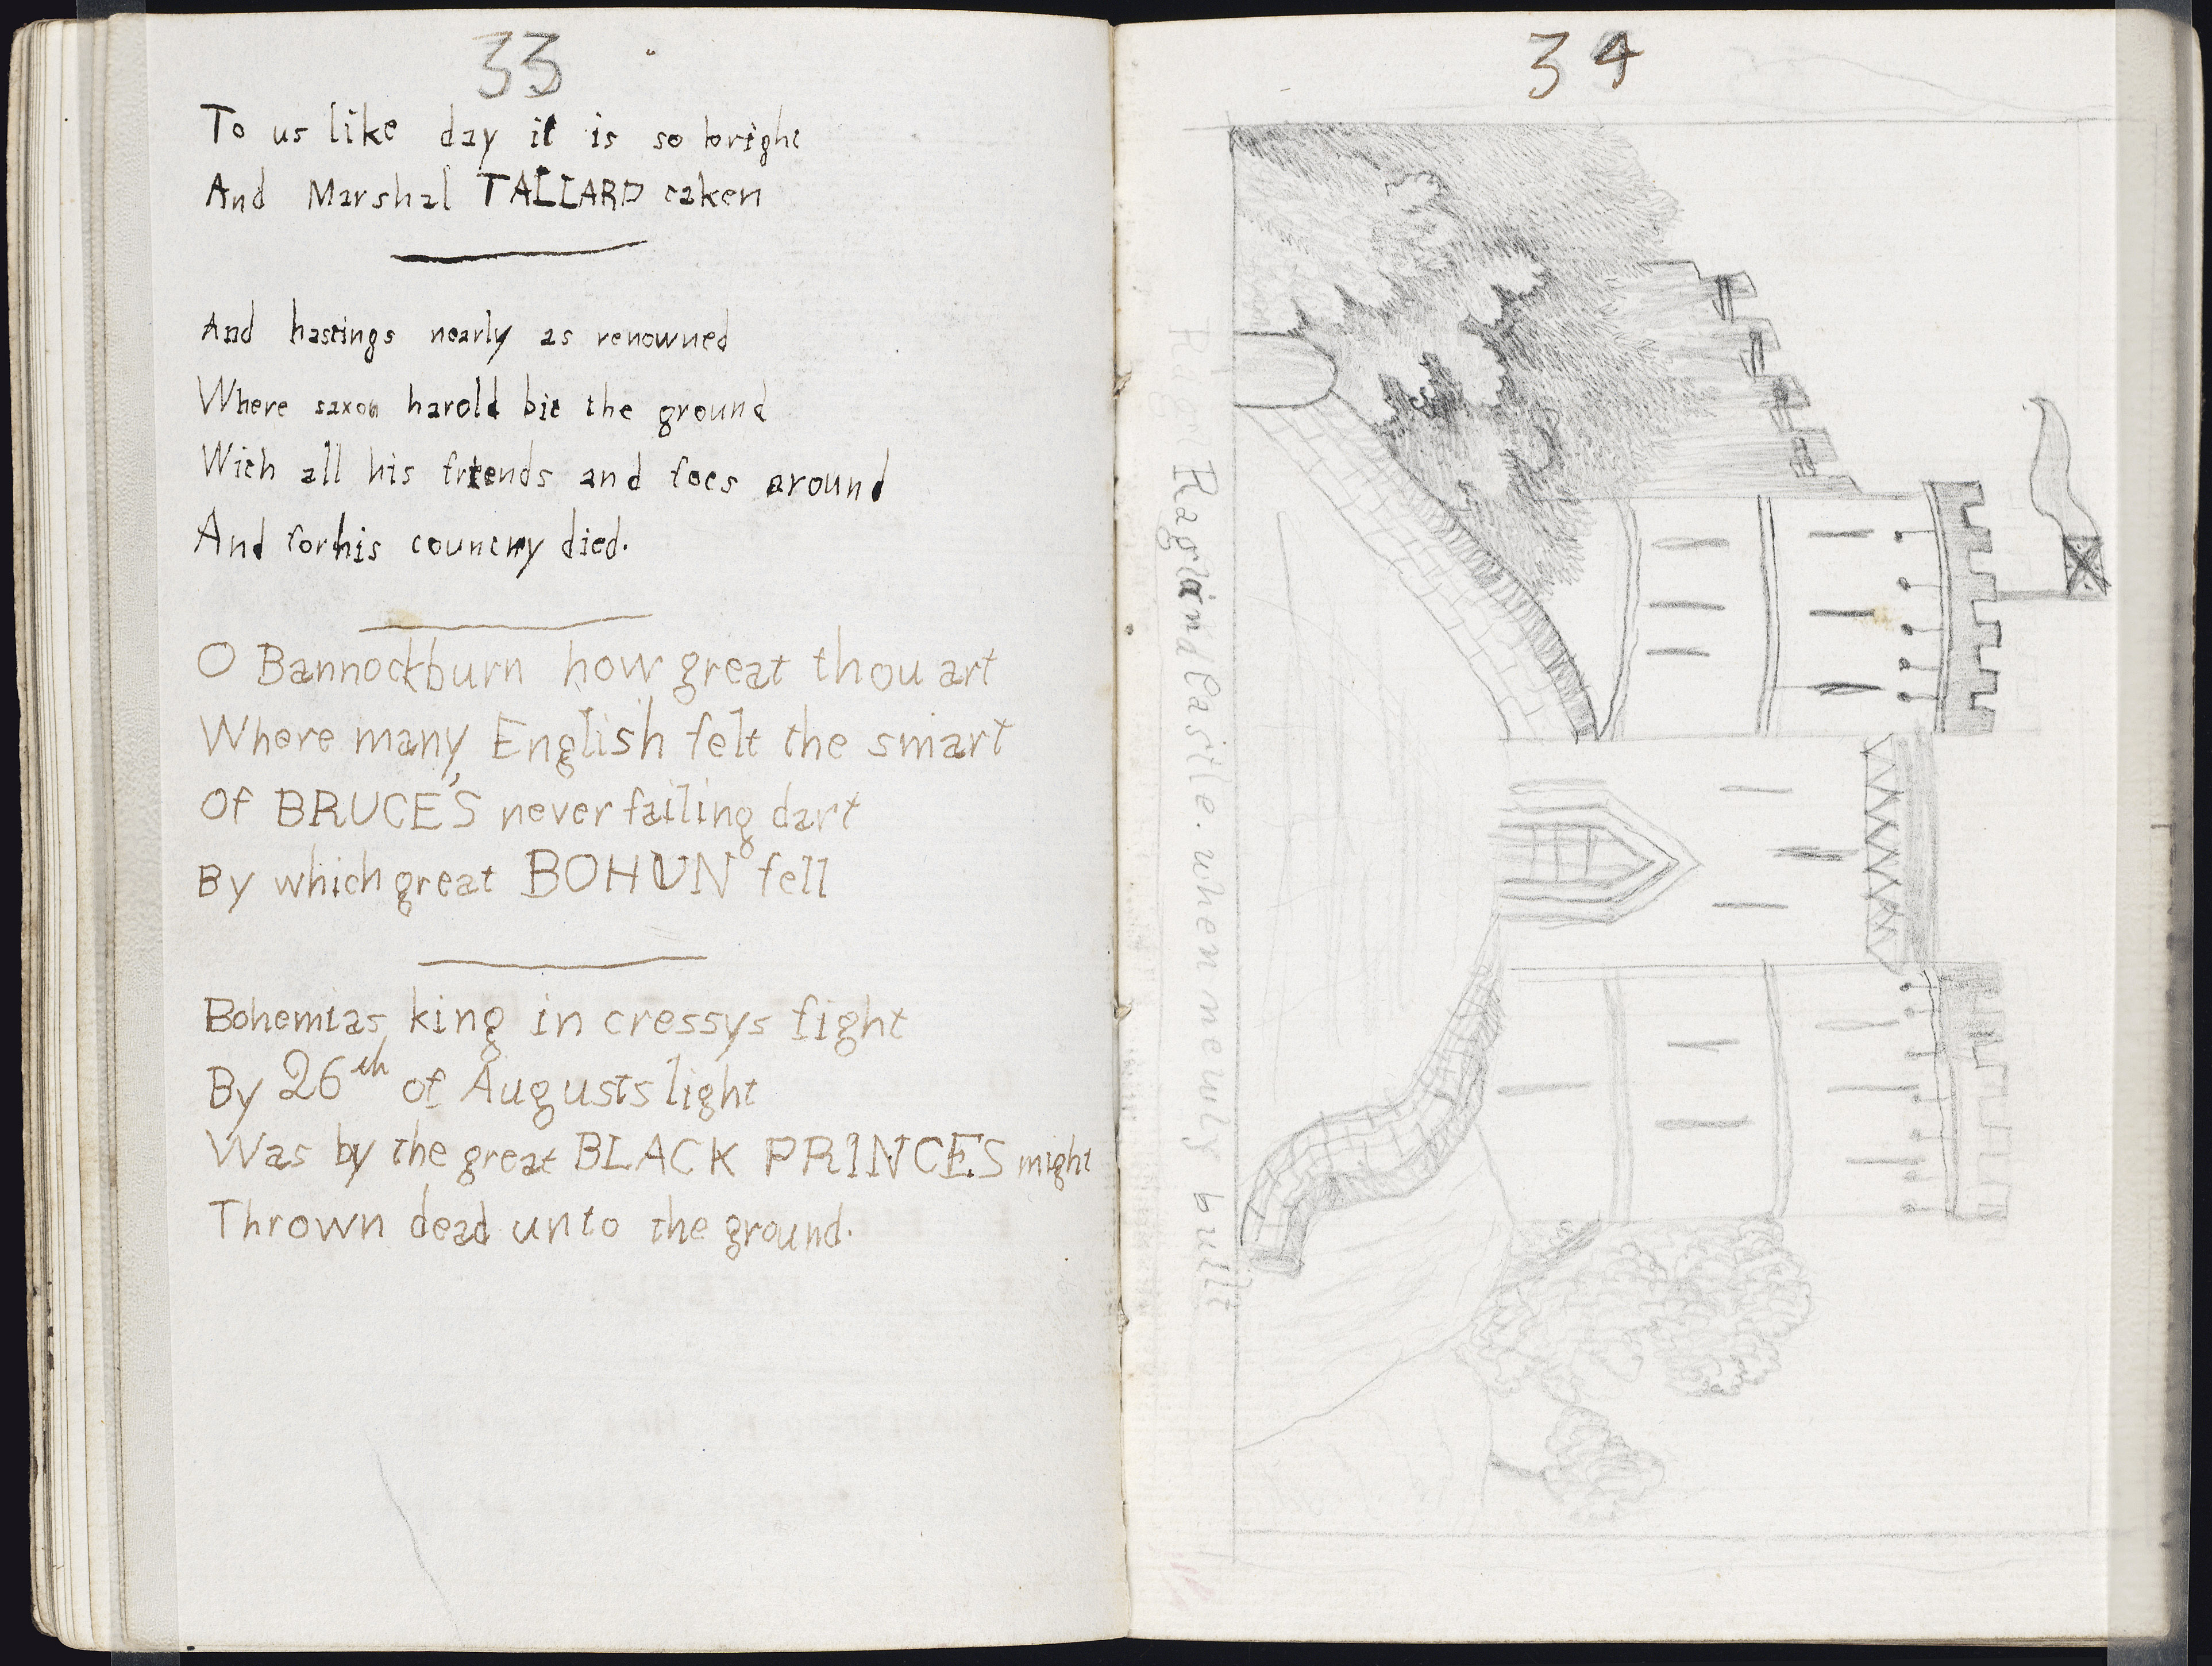 33
To us like day it is so bright
And Marshal TALLARD taken
And hastings nearly as renowned
Where saxon harold bit the ground
With all his friends and foes around
And for his country died.
O Bannockburn how great thou art
Where many English felt the smart
Of BRUCE'S never failing dart
By which great BOHUN fell
Bohemias king in cressys fight
By 26th of Augusts light
Was by the great BLACK PRINCES might
Thrown dead unto the ground.
34
Ragland Castle. when newly built